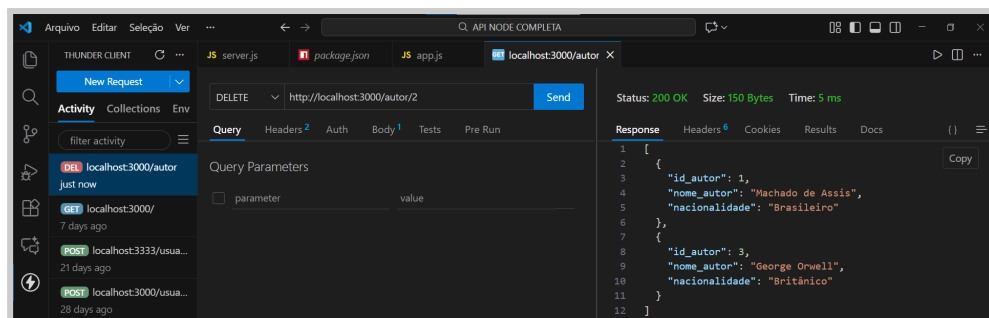 Arquivo Editar Seleção Ver ... ← → API NODE COMPLETA
THUNDER CLIENT ...
JS server.js package.json JS app.js GET localhost:3000/autor ...
New Request
Activity Collections Env
filter activity
DEL localhost:3000/autor
just now
GET localhost:3000/
7 days ago
POST localhost:3333/usua...
21 days ago
POST localhost:3000/usua...
28 days ago
DELETE http://localhost:3000/autor/2 Send
Query Headers 2 Auth Body 1 Tests Pre Run
Query Parameters
parameter value
Status: 200 OK Size: 150 Bytes Time: 5 ms
Response Headers 6 Cookies Results Docs {}
Copy
1 [
2 {
3 "id_autor": 1,
4 "nome_autor": "Machado de Assis",
5 "nacionalidade": "Brasileiro"
6 },
7 {
8 "id_autor": 3,
9 "nome_autor": "George Orwell",
10 "nacionalidade": "Britânico"
11 }
12 ]